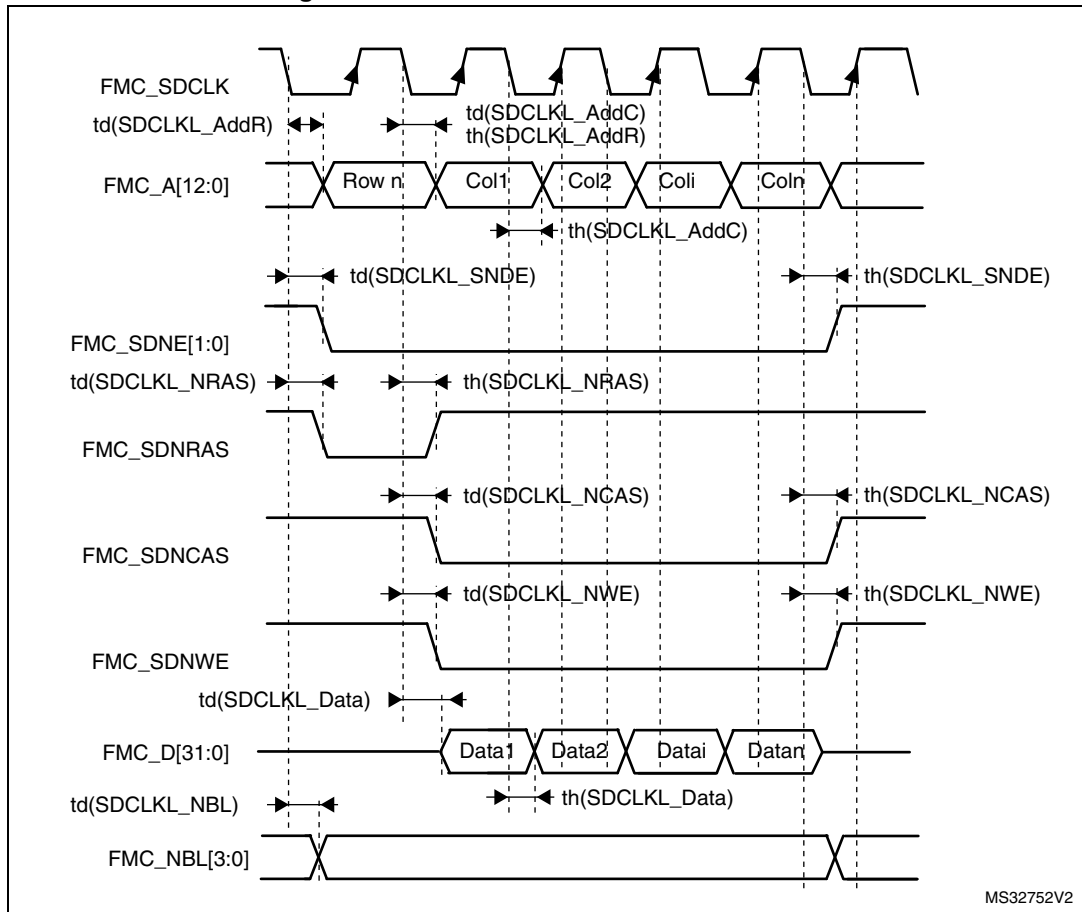 FMC_SDCLK
td(SDCLKL_AddR)
td(SDCLKL_AddC)
th(SDCLKL_AddR)
FMC_A[12:0]
Row n
Col1
Col2
Coli
Coln
th(SDCLKL_AddC)
td(SDCLKL_SNDE)
th(SDCLKL_SNDE)
FMC_SDNE[1:0]
td(SDCLKL_NRAS)
th(SDCLKL_NRAS)
FMC_SDNRAS
td(SDCLKL_NCAS)
th(SDCLKL_NCAS)
FMC_SDNCAS
td(SDCLKL_NWE)
th(SDCLKL_NWE)
FMC_SDNWE
td(SDCLKL_Data)
FMC_D[31:0]
Data1
Data2
Datai
Datan
td(SDCLKL_NBL)
th(SDCLKL_Data)
FMC_NBL[3:0]
MS32752V2